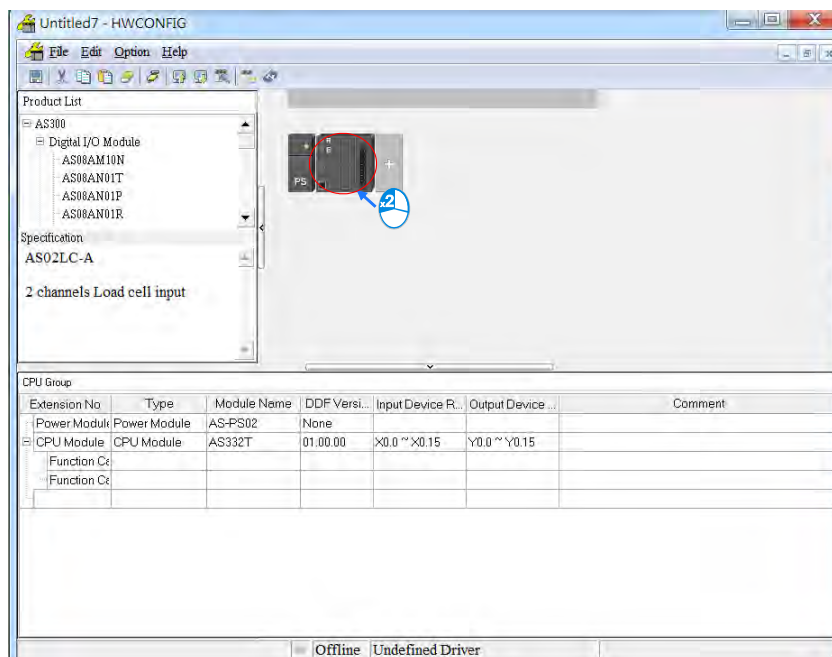 Untitled7 - HWCONFIG
File Edit Option Help
Product List
AS300
Digital I/O Module
AS08AM10N
AS08AN01T
AS08AN01P
AS08AN01R
Specification
AS02LC-A
2 channels Load cell input
PS
x2
CPU Group
Extension No Type Module Name DDF Versi... Input Device R... Output Device ... Comment
Power Module Power Module AS-PS02 None
CPU Module CPU Module AS332T 01.00.00 X0.0 ~ X0.15 Y0.0 ~ Y0.15
Function Ca
Function Ca
Offline Undefined Driver